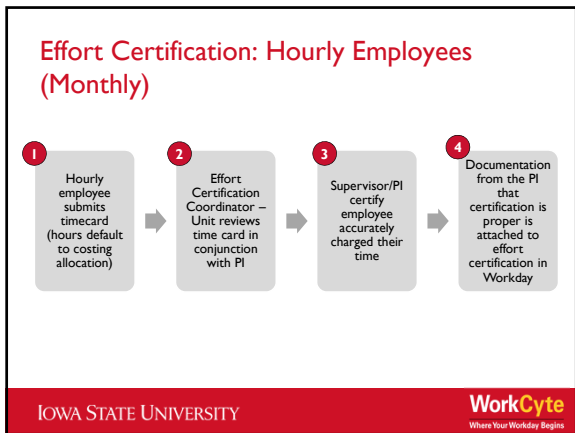 Effort Certification: Hourly Employees
(Monthly)
1
Hourly
employee
submits
timecard
(hours default
to costing
allocation)
2
Effort
Certification
Coordinator –
Unit reviews
time card in
conjunction
with PI
3
Supervisor/PI
certify
employee
accurately
charged their
time
4
Documentation
from the PI
that
certification is
proper is
attached to
effort
certification in
Workday
IOWA STATE UNIVERSITY
WorkCyte
Where Your Workday Begins